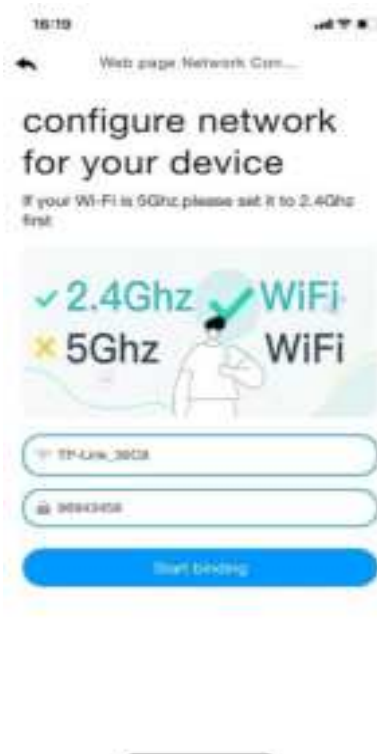 16:19
Web page Network Con...
configure network
for your device
If your Wi-Fi is 5Ghz,please set it to 2.4Ghz
first
2.4Ghz WiFi
5Ghz WiFi
Start binding